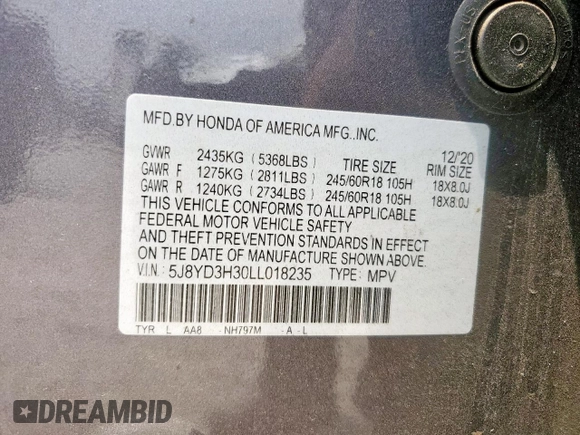 MFD.BY HONDA OF AMERICA MFG.,INC.
12/'20
GVWR 2435KG (5368LBS) TIRE SIZE RIM SIZE
GAWR F 1275KG (2811LBS) 245/60R18 105H 18X8.0J
GAWR R 1240KG (2734LBS) 245/60R18 105H 18X8.0J
THIS VEHICLE CONFORMS TO ALL APPLICABLE
FEDERAL MOTOR VEHICLE SAFETY
AND THEFT PREVENTION STANDARDS IN EFFECT
ON THE DATE OF MANUFACTURE SHOWN ABOVE.
V.I.N: 5J8YD3H30LL018235 TYPE: MPV
TYR L AA8 -NH797M -A -L
DREAMBID